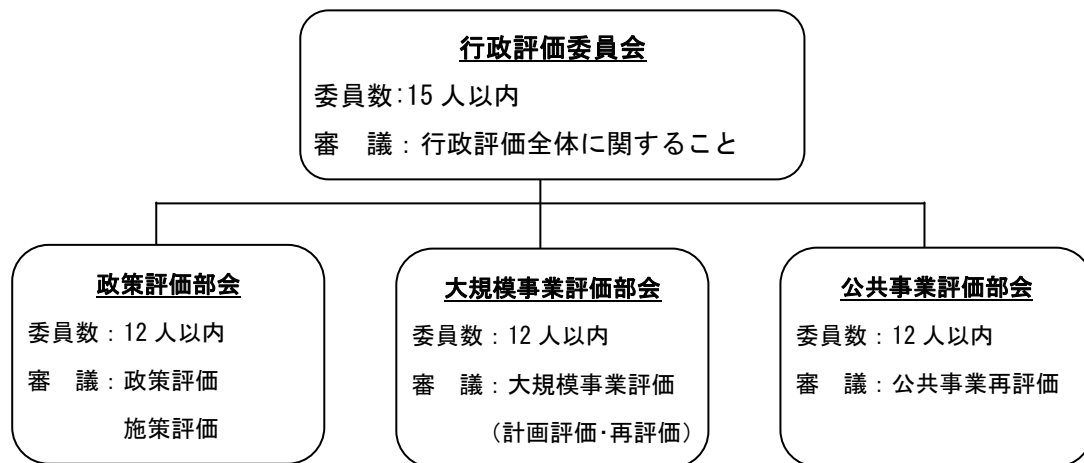 行政評価委員会
委員数：15 人以内
審　議：行政評価全体に関すること
政策評価部会
委員数：12 人以内
審　議：政策評価
施策評価
大規模事業評価部会
委員数：12 人以内
審　議：大規模事業評価
（計画評価・再評価）
公共事業評価部会
委員数：12 人以内
審　議：公共事業再評価